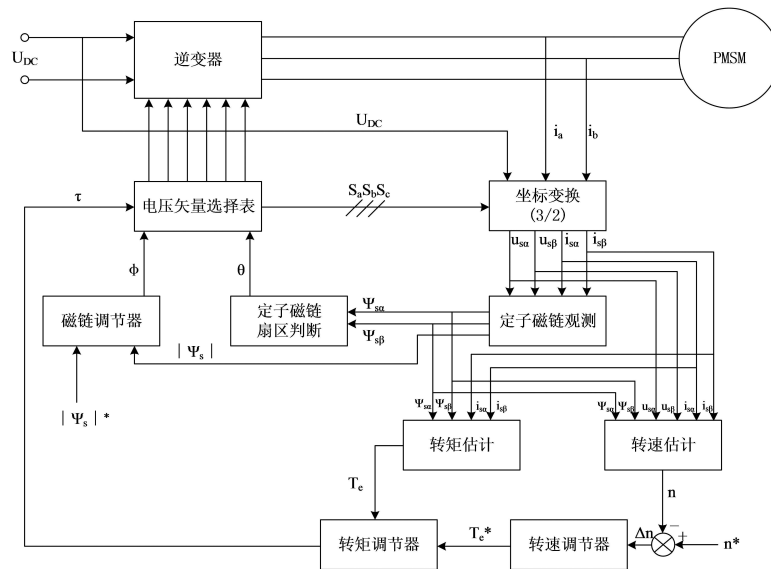 逆变器
PMSM
U_DC
U_DC
i_a
i_b
τ
电压矢量选择表
S_aS_bS_c
坐标变换
(3/2)
u_sα u_sβ i_sα i_sβ
ϕ
θ
磁链调节器
定子磁链
扇区判断
Ψ_sα
Ψ_sβ
定子磁链观测
|Ψ_s|
|Ψ_s|*
Ψ_sα Ψ_sβ i_sα i_sβ
Ψ_sα Ψ_sβ u_sα u_sβ i_sα i_sβ
转矩估计
转速估计
T_e
n
转矩调节器
T_e*
转速调节器
Δn
−
+
n*